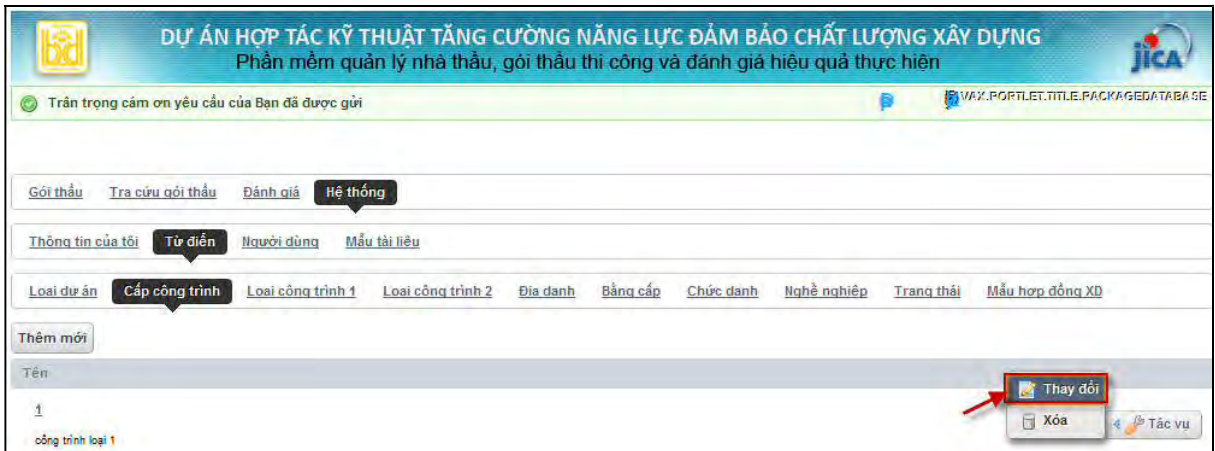 bxd
DỰ ÁN HỢP TÁC KỸ THUẬT TĂNG CƯỜNG NĂNG LỰC ĐẢM BẢO CHẤT LƯỢNG XÂY DỰNG
Phần mềm quản lý nhà thầu, gói thầu thi công và đánh giá hiệu quả thực hiện
jica
Trân trọng cám ơn yêu cầu của Bạn đã được gửi
VAX.PORTLET.TITLE.PACKAGEDATABASE
Gói thầu Tra cứu gói thầu Đánh giá Hệ thống
Thông tin của tôi Từ điển Người dùng Mẫu tài liệu
Loại dự án Cấp công trình Loại công trình 1 Loại công trình 2 Địa danh Bằng cấp Chức danh Nghề nghiệp Trạng thái Mẫu hợp đồng XD
Thêm mới
Tên
Thay đổi
1
Xóa
Tác vụ
công trình loại 1